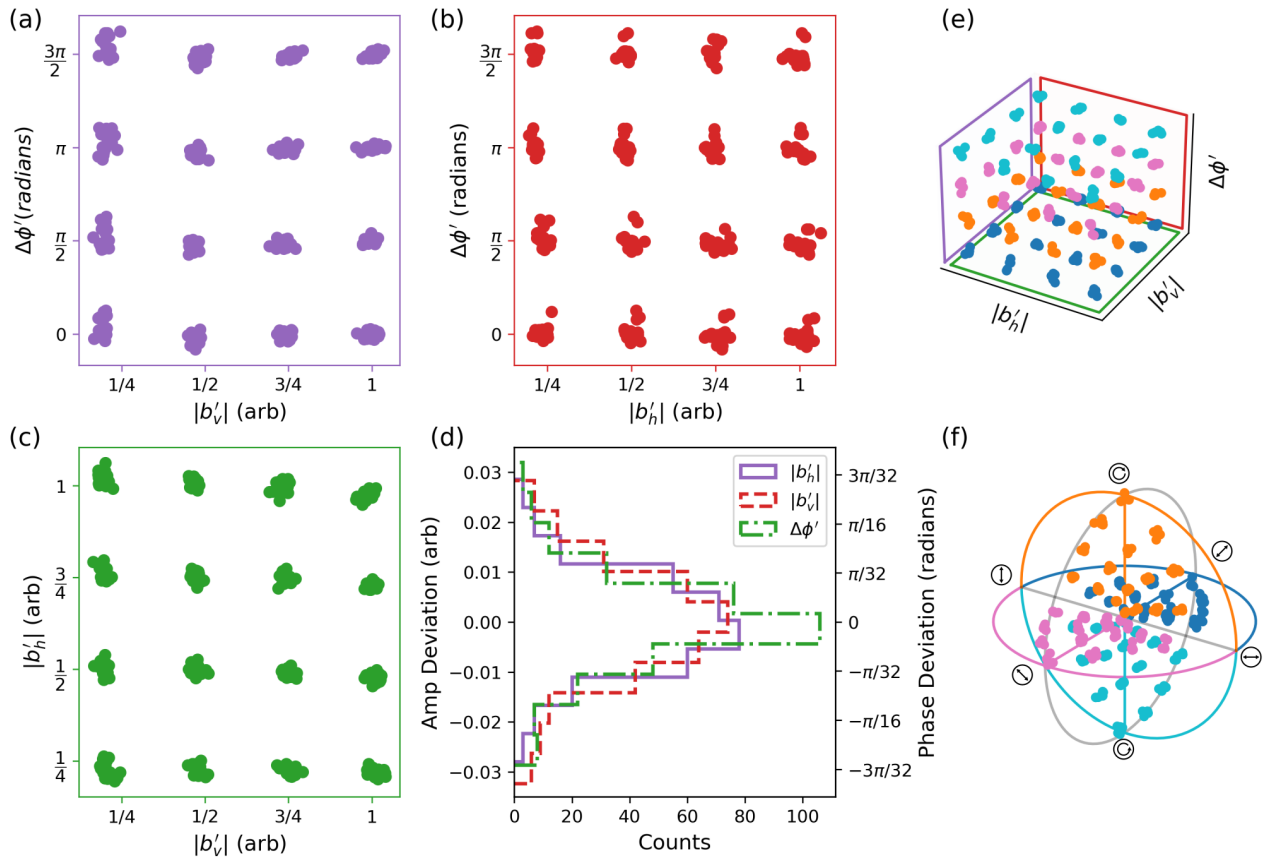 (a)
3π/2
π
π/2
0
Δϕ′(radians)
1/4 1/2 3/4 1
|b′ᵥ| (arb)
(b)
3π/2
π
π/2
0
Δϕ′ (radians)
1/4 1/2 3/4 1
|b′ₕ| (arb)
(e)
Δϕ′
|b′ᵥ|
|b′ₕ|
(c)
1
3/4
1/2
1/4
|b′ₕ| (arb)
1/4 1/2 3/4 1
|b′ᵥ| (arb)
(d)
|b′ₕ|
|b′ᵥ|
Δϕ′
0.03
0.02
0.01
0.00
−0.01
−0.02
−0.03
Amp Deviation (arb)
3π/32
π/16
π/32
0
−π/32
−π/16
−3π/32
Phase Deviation (radians)
0 20 40 60 80 100
Counts
(f)